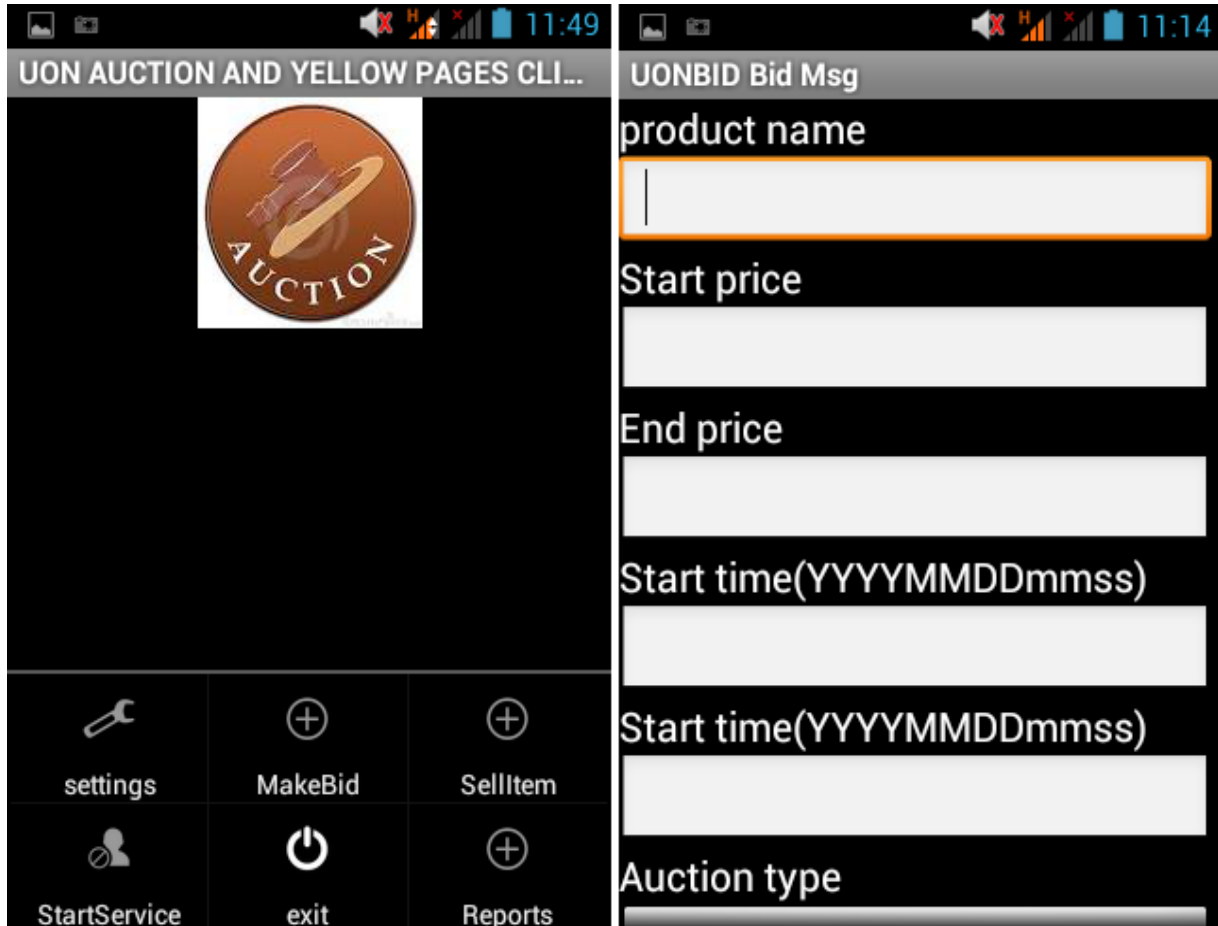 11:49
UON AUCTION AND YELLOW PAGES CLI...
AUCTION
settings
MakeBid
SellItem
StartService
exit
Reports
H
11:14
UONBID Bid Msg
product name
Start price
End price
Start time(YYYYMMDDmmss)
Start time(YYYYMMDDmmss)
Auction type